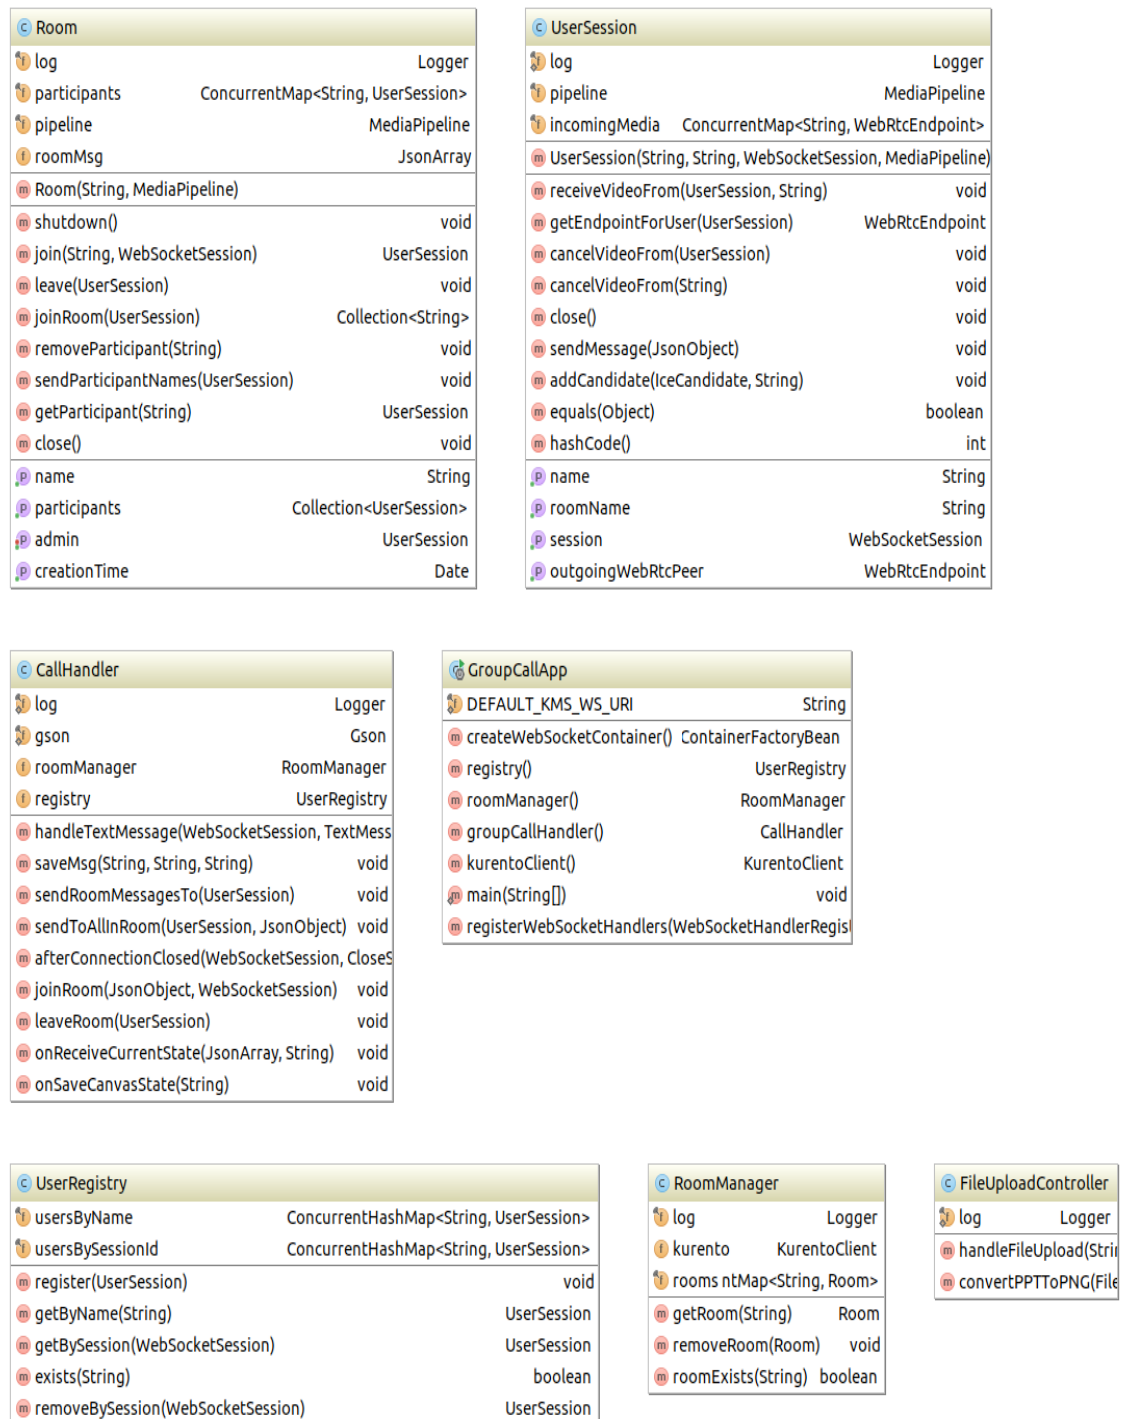 Room
log Logger
participants ConcurrentMap<String, UserSession>
pipeline MediaPipeline
roomMsg JsonArray
Room(String, MediaPipeline)
shutdown() void
join(String, WebSocketSession) UserSession
leave(UserSession) void
joinRoom(UserSession) Collection<String>
removeParticipant(String) void
sendParticipantNames(UserSession) void
getParticipant(String) UserSession
close() void
name String
participants Collection<UserSession>
admin UserSession
creationTime Date
UserSession
log Logger
pipeline MediaPipeline
incomingMedia ConcurrentMap<String, WebRtcEndpoint>
UserSession(String, String, WebSocketSession, MediaPipeline)
receiveVideoFrom(UserSession, String) void
getEndpointForUser(UserSession) WebRtcEndpoint
cancelVideoFrom(UserSession) void
cancelVideoFrom(String) void
close() void
sendMessage(JsonObject) void
addCandidate(IceCandidate, String) void
equals(Object) boolean
hashCode() int
name String
roomName String
session WebSocketSession
outgoingWebRtcPeer WebRtcEndpoint
CallHandler
log Logger
gson Gson
roomManager RoomManager
registry UserRegistry
handleTextMessage(WebSocketSession, TextMess
saveMsg(String, String, String) void
sendRoomMessagesTo(UserSession) void
sendToAllInRoom(UserSession, JsonObject) void
afterConnectionClosed(WebSocketSession, CloseS
joinRoom(JsonObject, WebSocketSession) void
leaveRoom(UserSession) void
onReceiveCurrentState(JsonArray, String) void
onSaveCanvasState(String) void
GroupCallApp
DEFAULT_KMS_WS_URI String
createWebSocketContainer() ContainerFactoryBean
registry() UserRegistry
roomManager() RoomManager
groupCallHandler() CallHandler
kurentoClient() KurentoClient
main(String[]) void
registerWebSocketHandlers(WebSocketHandlerRegist
UserRegistry
usersByName ConcurrentHashMap<String, UserSession>
usersBySessionId ConcurrentHashMap<String, UserSession>
register(UserSession) void
getByName(String) UserSession
getBySession(WebSocketSession) UserSession
exists(String) boolean
removeBySession(WebSocketSession) UserSession
RoomManager
log Logger
kurento KurentoClient
rooms ntMap<String, Room>
getRoom(String) Room
removeRoom(Room) void
roomExists(String) boolean
FileUploadController
log Logger
handleFileUpload(Strin
convertPPTToPNG(File